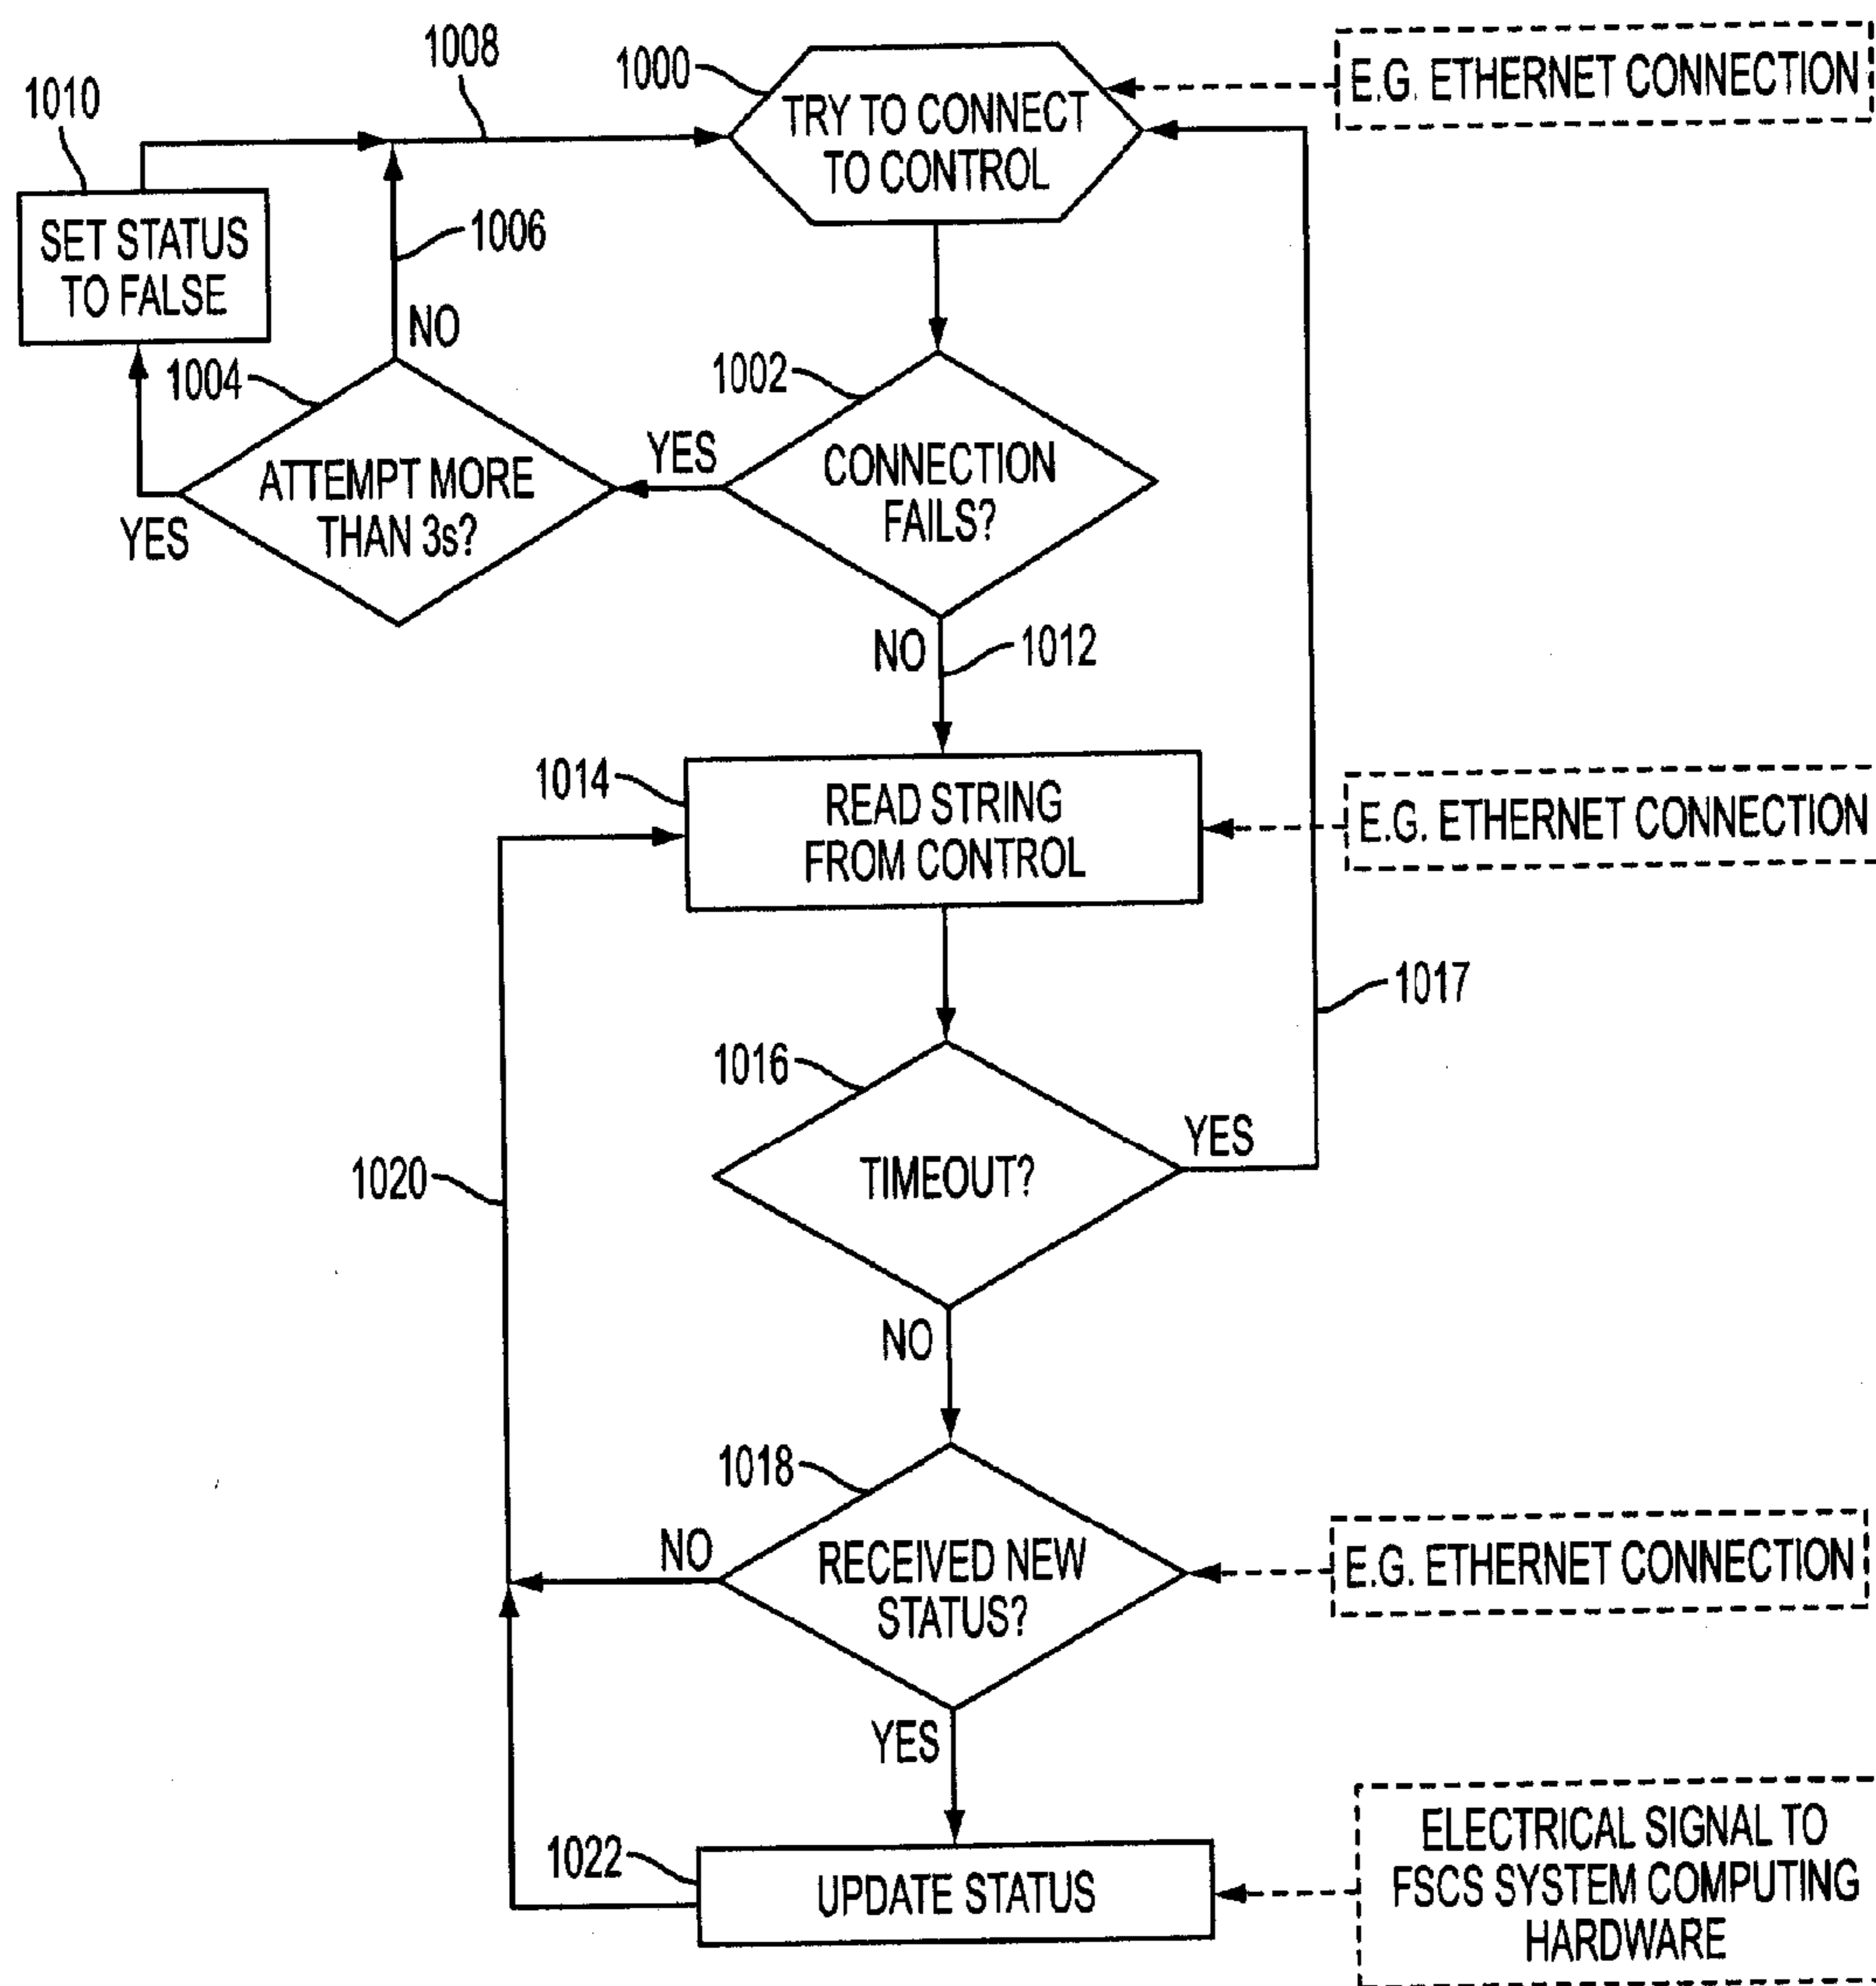 1008
1000
E.G. ETHERNET CONNECTION
1010
TRY TO CONNECT
TO CONTROL
SET STATUS
TO FALSE
1006
NO
1004
1002
ATTEMPT MORE
THAN 3s?
YES
YES
CONNECTION
FAILS?
NO
1012
1014
READ STRING
FROM CONTROL
E.G. ETHERNET CONNECTION
1017
1016
TIMEOUT?
YES
1020
NO
1018
NO
RECEIVED NEW
STATUS?
E.G. ETHERNET CONNECTION
YES
1022
UPDATE STATUS
ELECTRICAL SIGNAL TO
FSCS SYSTEM COMPUTING
HARDWARE